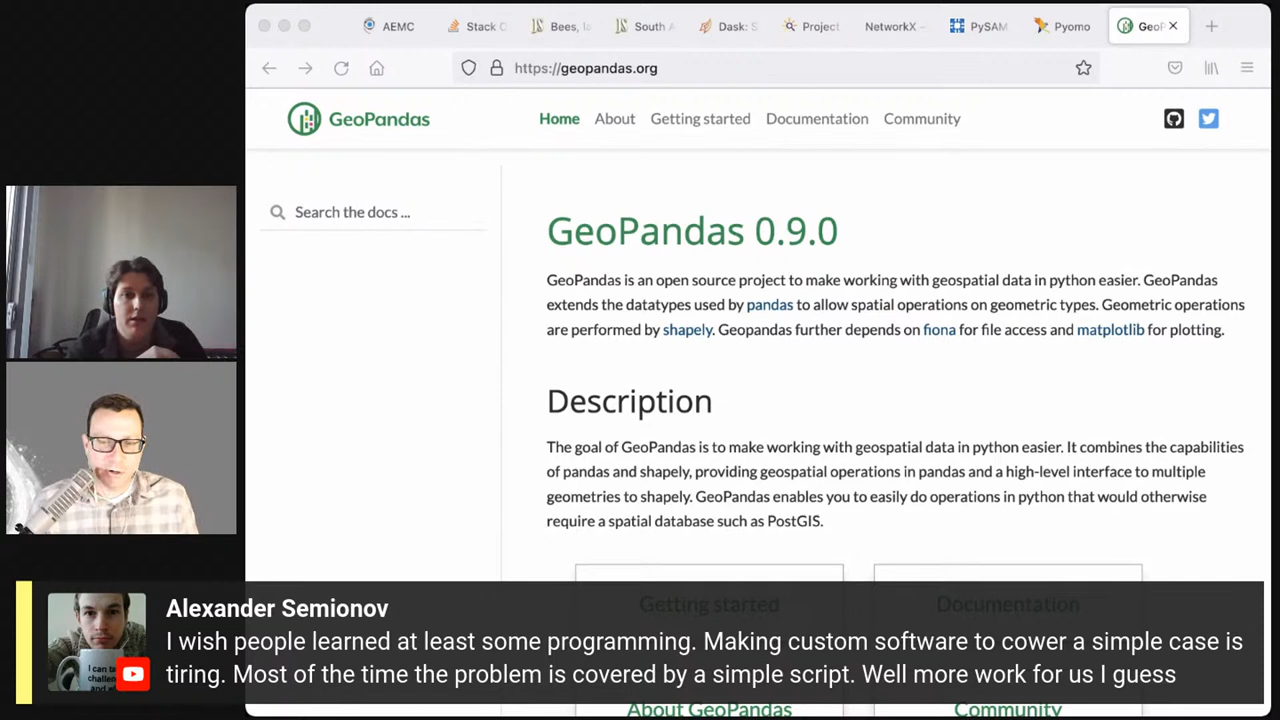 AEMC
Stack O
Bees, la
South A
Dask: S
Project
NetworkX –
PySAM
Pyomo
GeoP
https://geopandas.org
GeoPandas
Home
About
Getting started
Documentation
Community
Search the docs ...
GeoPandas 0.9.0
GeoPandas is an open source project to make working with geospatial data in python easier. GeoPandas
extends the datatypes used by pandas to allow spatial operations on geometric types. Geometric operations
are performed by shapely. Geopandas further depends on fiona for file access and matplotlib for plotting.
Description
The goal of GeoPandas is to make working with geospatial data in python easier. It combines the capabilities
of pandas and shapely, providing geospatial operations in pandas and a high-level interface to multiple
geometries to shapely. GeoPandas enables you to easily do operations in python that would otherwise
require a spatial database such as PostGIS.
Getting started
Documentation
Alexander Semionov
I wish people learned at least some programming. Making custom software to cower a simple case is
tiring. Most of the time the problem is covered by a simple script. Well more work for us I guess
I can ta
challe
About GeoPandas
Community